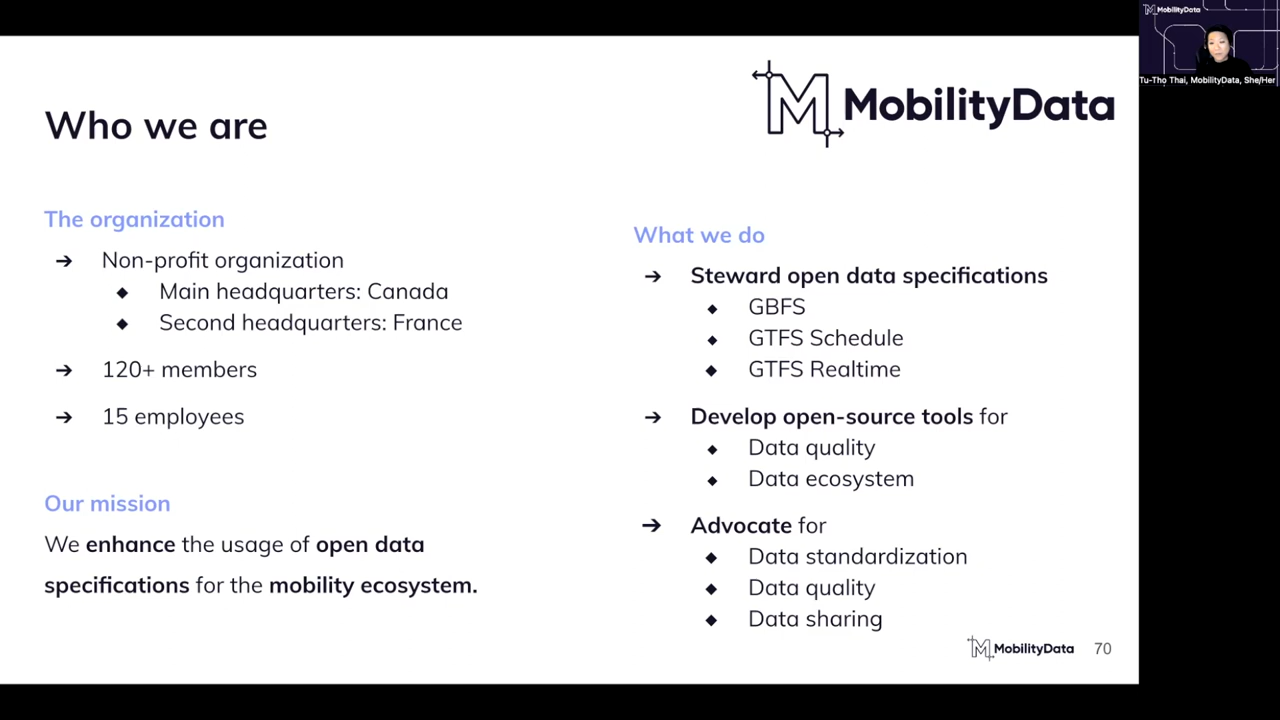 Who we are
MobilityData
The organization
➔ Non-profit organization
◆ Main headquarters: Canada
◆ Second headquarters: France
➔ 120+ members
➔ 15 employees
Our mission
We enhance the usage of open data
specifications for the mobility ecosystem.
What we do
➔ Steward open data specifications
◆ GBFS
◆ GTFS Schedule
◆ GTFS Realtime
➔ Develop open-source tools for
◆ Data quality
◆ Data ecosystem
➔ Advocate for
◆ Data standardization
◆ Data quality
◆ Data sharing
MobilityData 70
MobilityData
Tu-Tho Thai, MobilityData, She/Her